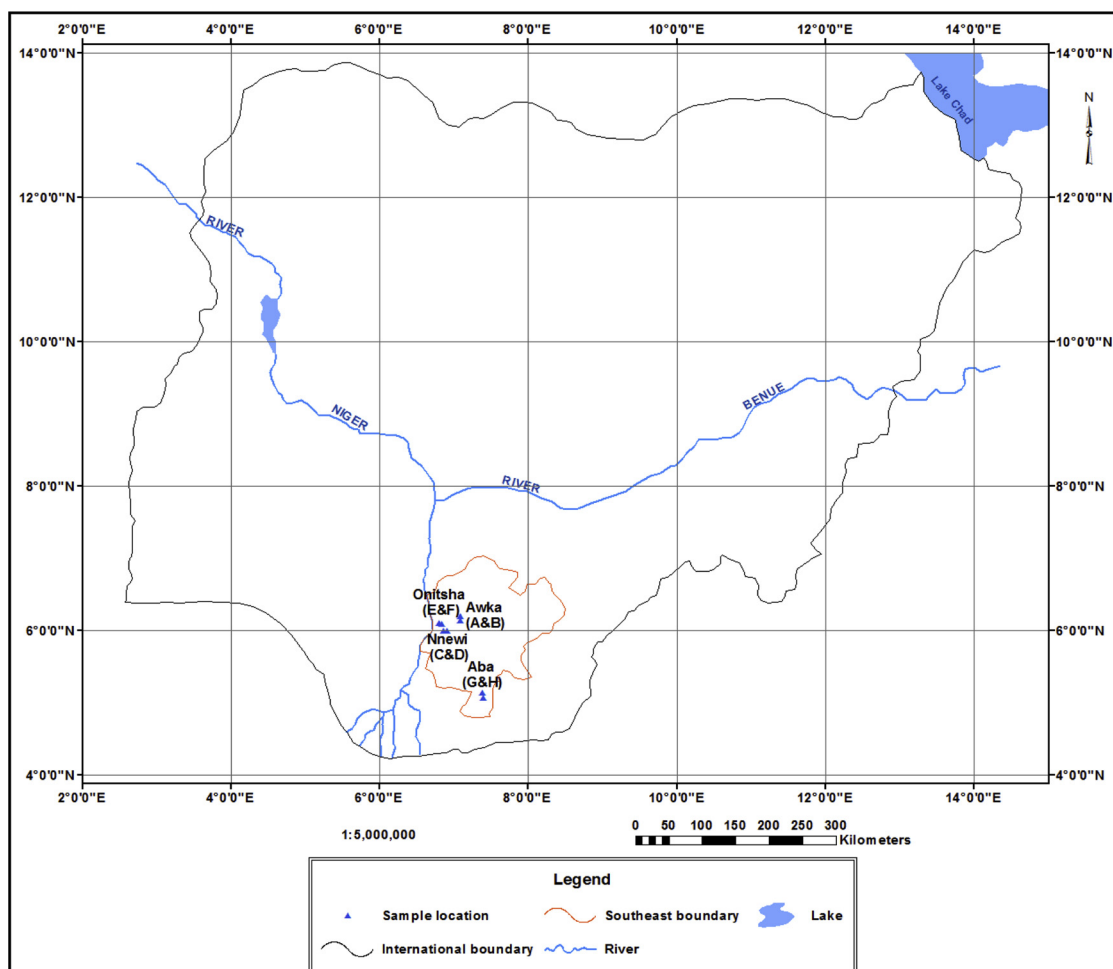 2°0'0"E 4°0'0"E 6°0'0"E 8°0'0"E 10°0'0"E 12°0'0"E 14°0'0"E
14°0'0"N 14°0'0"N
Lake Chad
N
S
12°0'0"N 12°0'0"N
RIVER
10°0'0"N 10°0'0"N
NIGER
BENUE
8°0'0"N 8°0'0"N
RIVER
Onitsha
(E&F)
Awka
(A&B)
6°0'0"N 6°0'0"N
Nnewi
(C&D)
Aba
(G&H)
4°0'0"N 4°0'0"N
2°0'0"E 4°0'0"E 6°0'0"E 8°0'0"E 10°0'0"E 12°0'0"E 14°0'0"E
1:5,000,000
0 50 100 150 200 250 300
Kilometers
Legend
Sample location
Southeast boundary
Lake
International boundary
River